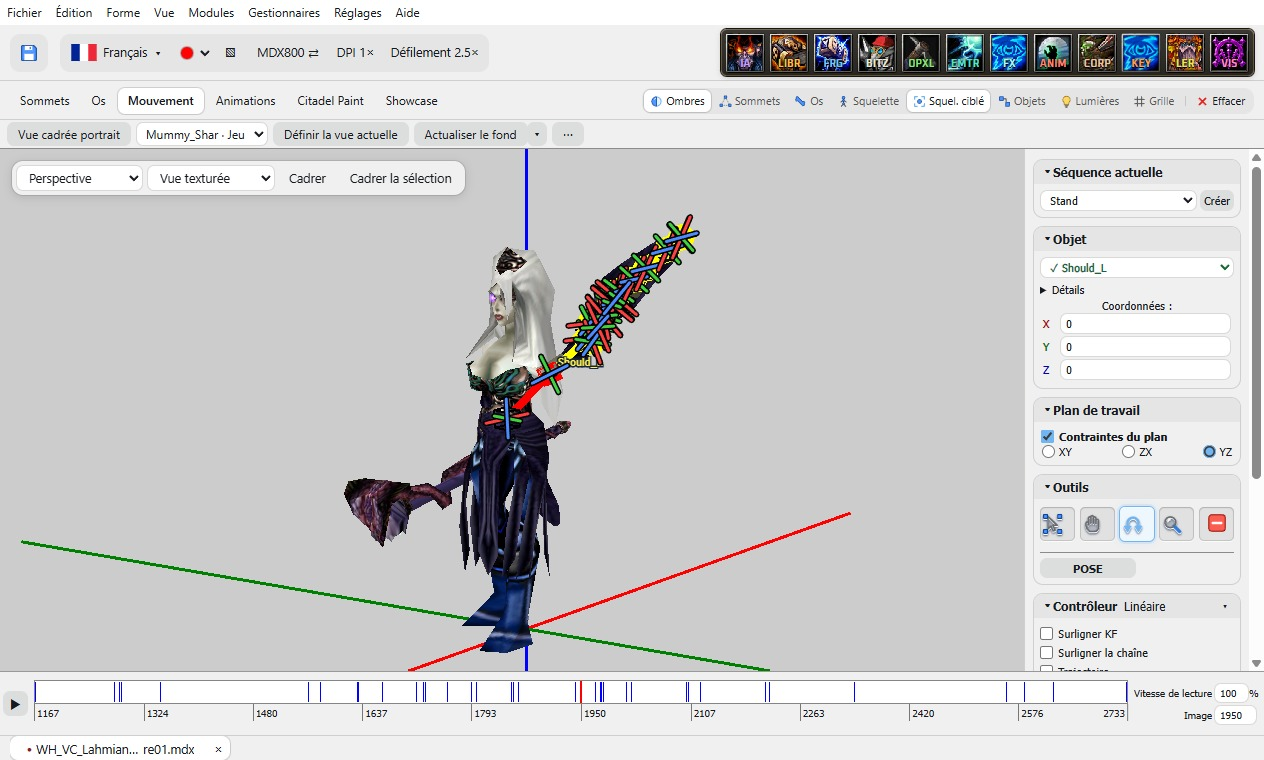 Fichier Édition Forme Vue Modules Gestionnaires Réglages Aide
Français MDX800 ⇄ DPI 1× Défilement 2.5×
IA LIBR FRG BITZ OPXL EMTR FX ANIM CORP KEY LER VIS
Sommets Os Mouvement Animations Citadel Paint Showcase
Ombres Sommets Os Squelette Squel. ciblé Objets Lumières Grille Effacer
Vue cadrée portrait Mummy_Shar · Jeu Définir la vue actuelle Actualiser le fond ...
Perspective Vue texturée Cadrer Cadrer la sélection
Séquence actuelle
Stand Créer
Objet
✓ Should_L
Détails
Coordonnées :
X 0
Y 0
Z 0
Should_
Plan de travail
Contraintes du plan
XY ZX YZ
Outils
POSE
Contrôleur Linéaire
Surligner KF
Surligner la chaîne
Trajectoire
Vitesse de lecture 100 %
1167 1324 1480 1637 1793 1950 2107 2263 2420 2576 2733
Image 1950
• WH_VC_Lahmian... re01.mdx ×